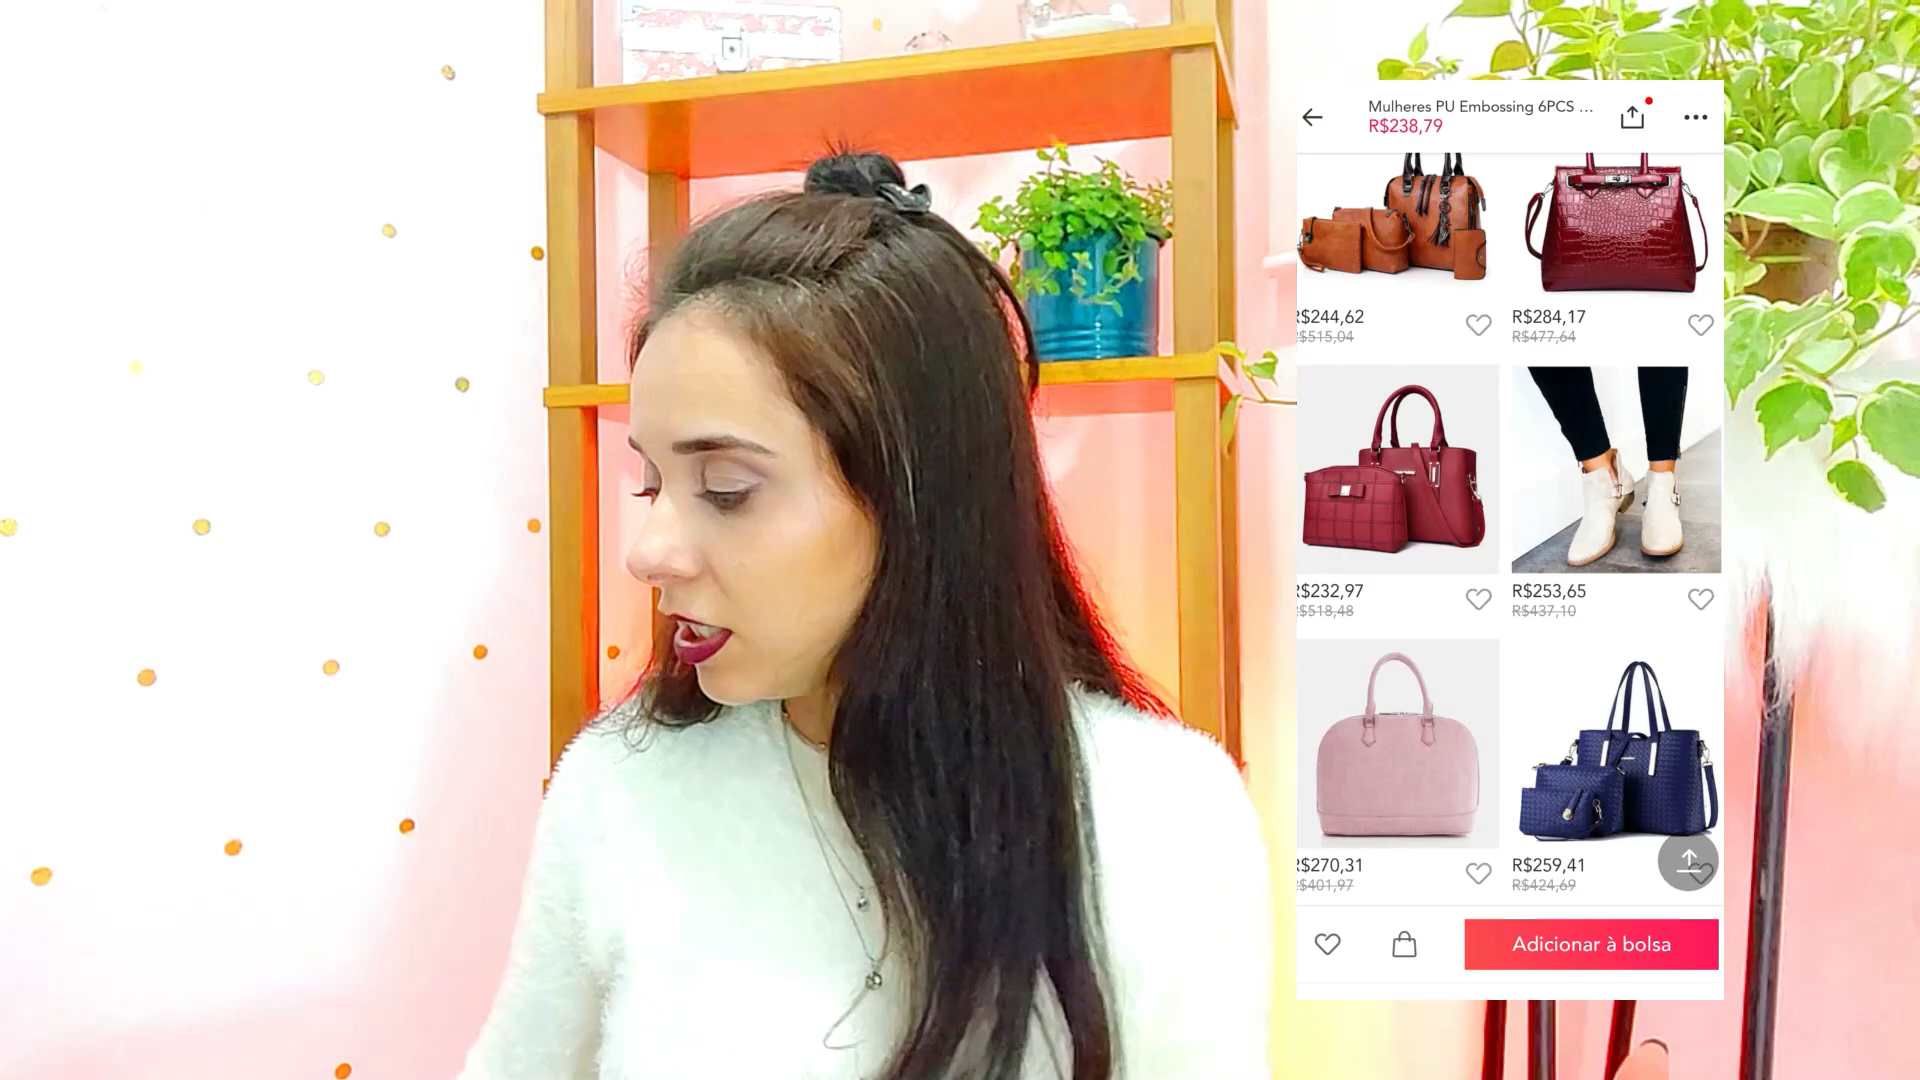 Mulheres PU Embossing 6PCS ...
R$238,79
R$244,62
R$284,17
R$515,04
R$477,64
R$232,97
R$253,65
R$518,48
R$437,10
R$270,31
R$259,41
R$401,97
R$424,69
Adicionar à bolsa